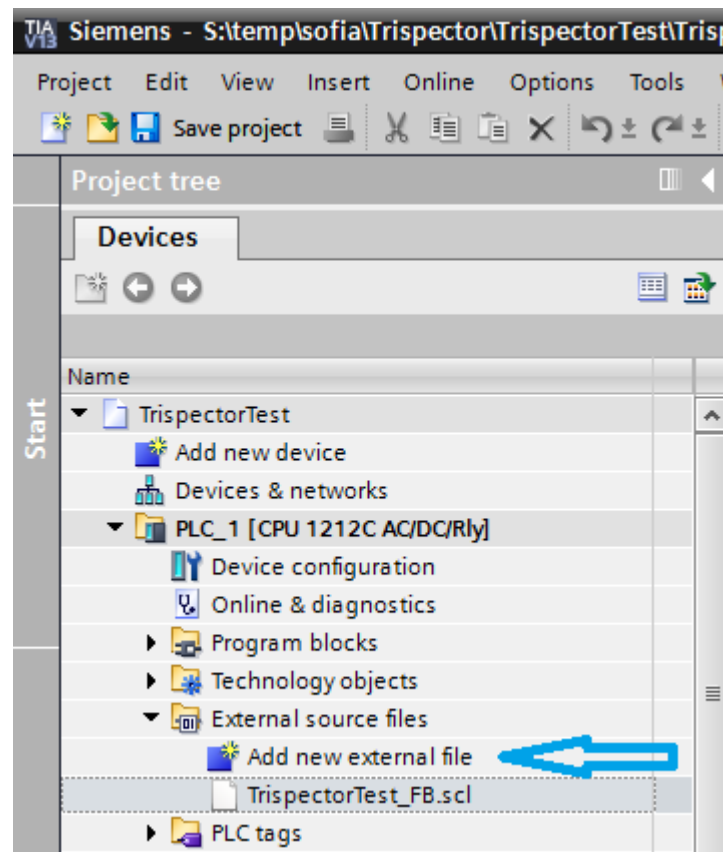 TIA V13 Siemens - S:\temp\sofia\Trispector\TrispectorTest\Tris
Project Edit View Insert Online Options Tools
Save project
Project tree
Devices
Name
Start
TrispectorTest
Add new device
Devices & networks
PLC_1 [CPU 1212C AC/DC/Rly]
Device configuration
Online & diagnostics
Program blocks
Technology objects
External source files
Add new external file
TrispectorTest_FB.scl
PLC tags